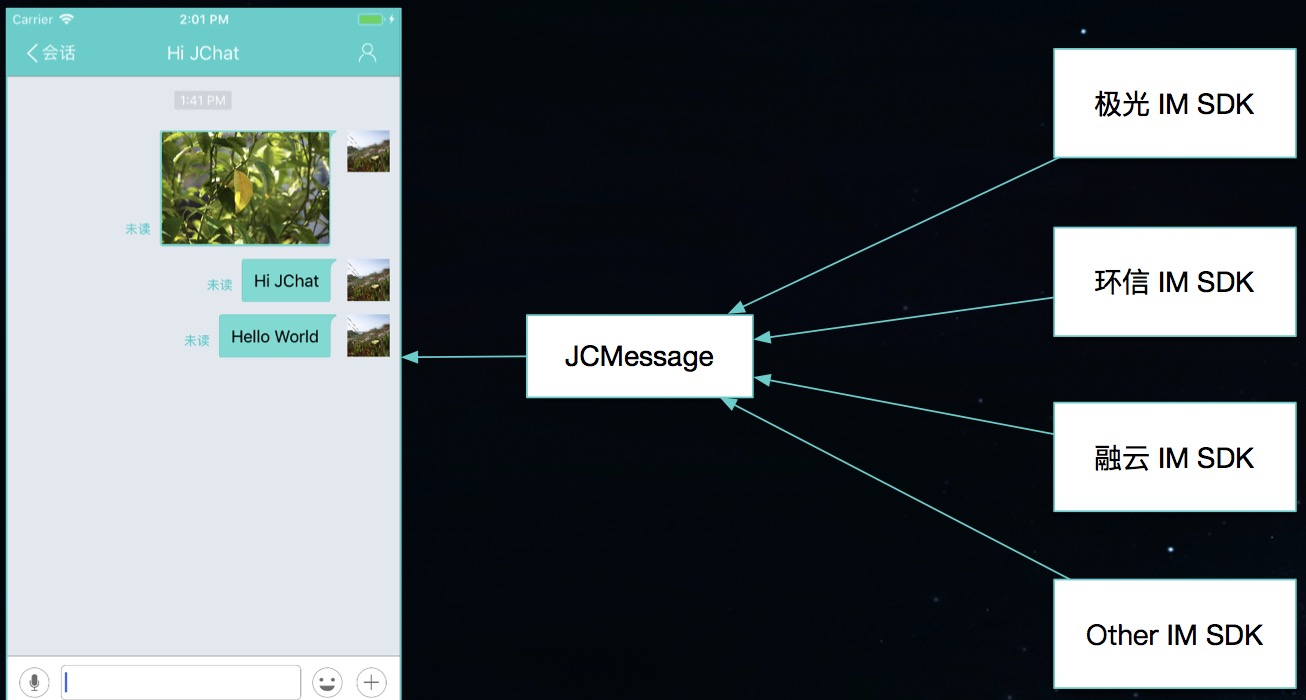 Carrier
2:01 PM
会话
Hi JChat
1:41 PM
未读
未读
Hi JChat
未读
Hello World
JCMessage
极光 IM SDK
环信 IM SDK
融云 IM SDK
Other IM SDK